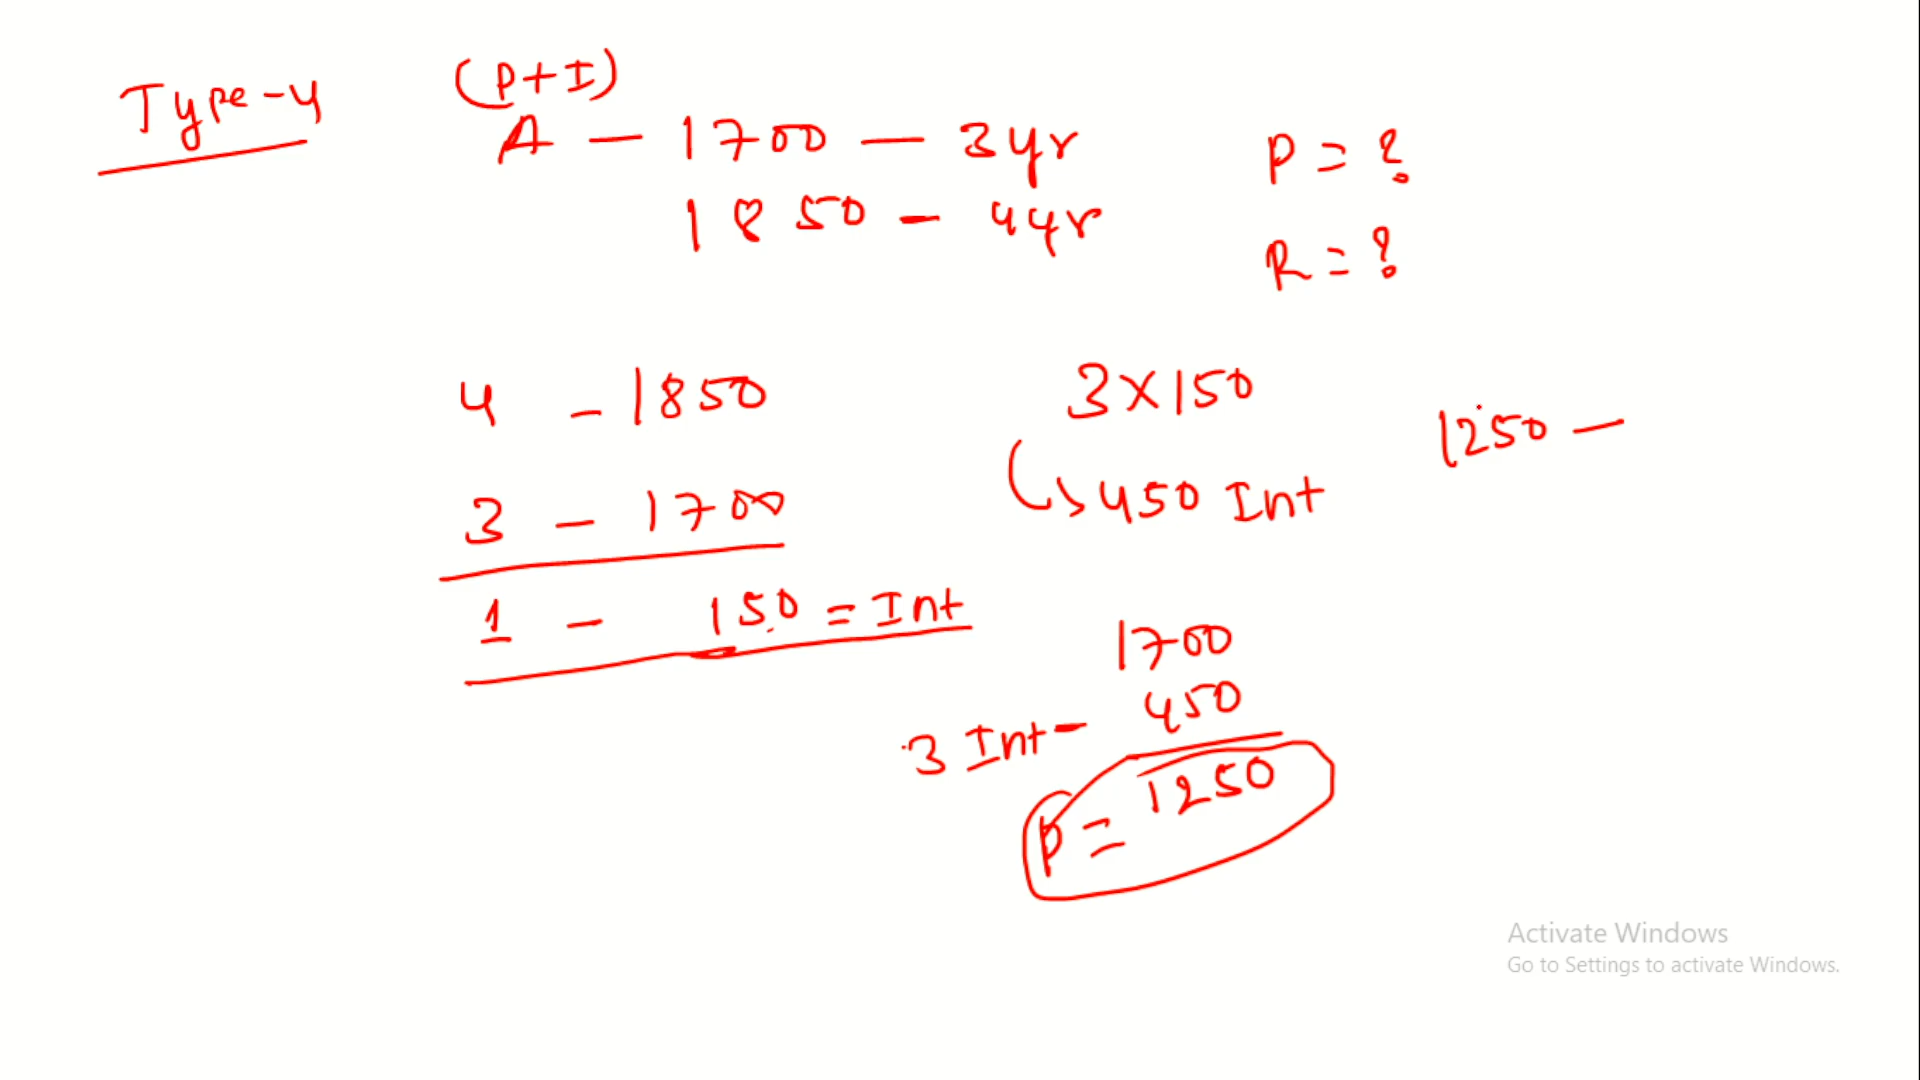 Type-4
(P+I)
A — 1700 — 3yr
1850 — 4yr
P = ?
R = ?
4 - 1850
3 - 1700
1 - 150 = Int
3×150
↳ 450 Int
1250 —
1700
3 Int - 450
P = 1250
Activate Windows
Go to Settings to activate Windows.